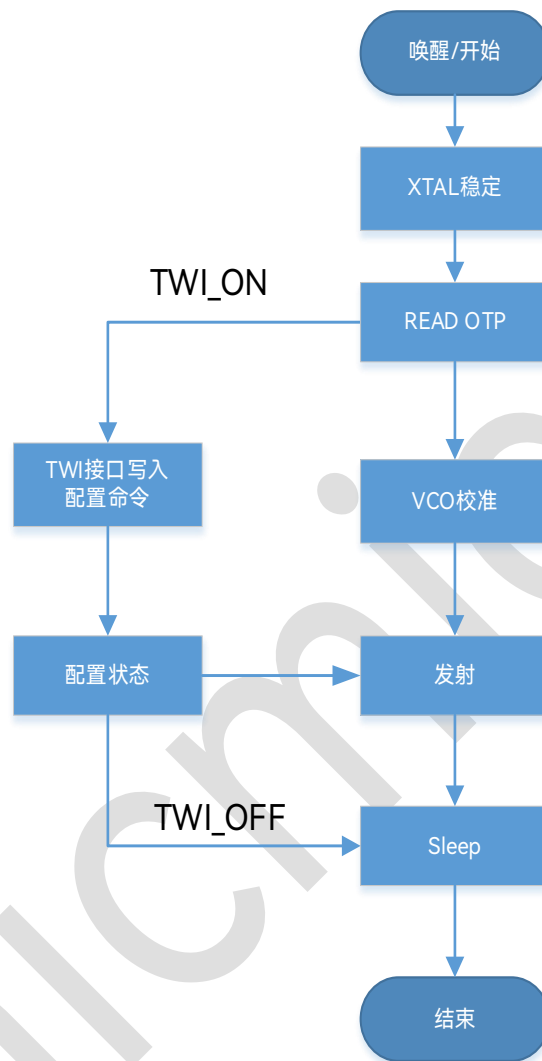 唤醒/开始
XTAL稳定
TWI_ON
READ OTP
TWI接口写入
配置命令
VCO校准
配置状态
发射
TWI_OFF
Sleep
结束